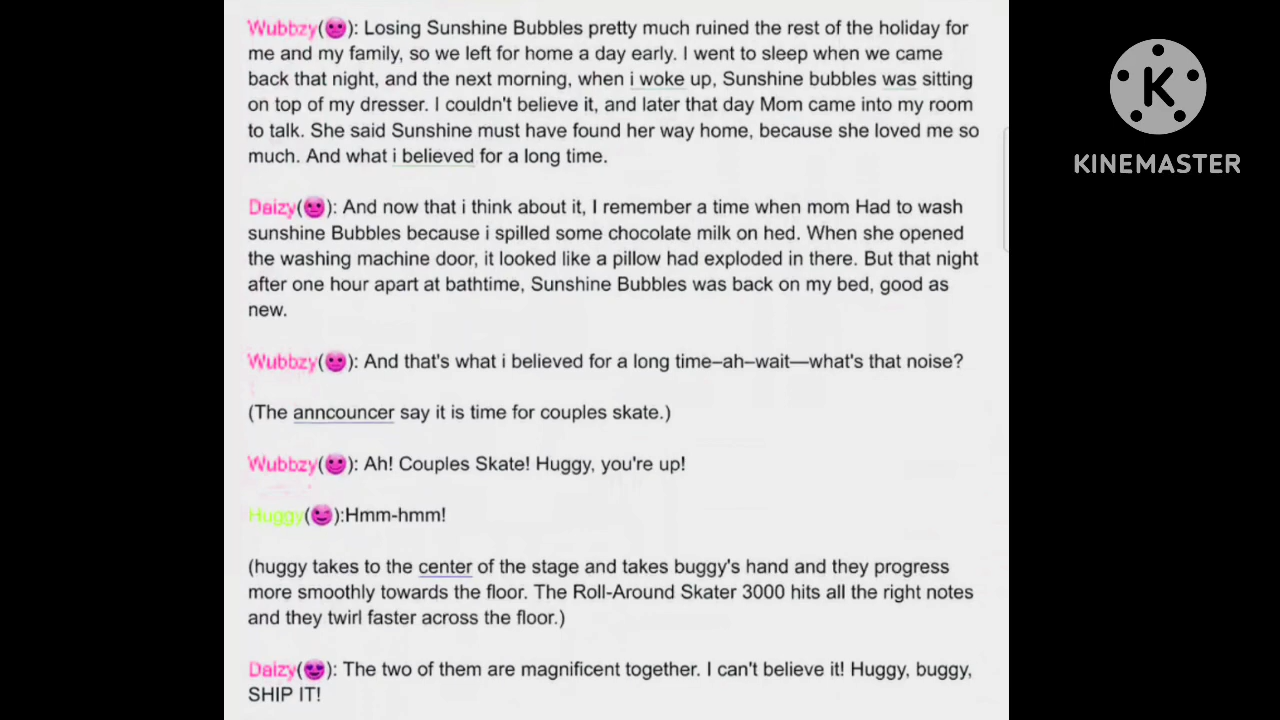 Wubbzy(😈): Losing Sunshine Bubbles pretty much ruined the rest of the holiday for
me and my family, so we left for home a day early. I went to sleep when we came
back that night, and the next morning, when i woke up, Sunshine bubbles was sitting
on top of my dresser. I couldn't believe it, and later that day Mom came into my room
to talk. She said Sunshine must have found her way home, because she loved me so
much. And what i believed for a long time.
Daizy(😈): And now that i think about it, I remember a time when mom Had to wash
sunshine Bubbles because i spilled some chocolate milk on hed. When she opened
the washing machine door, it looked like a pillow had exploded in there. But that night
after one hour apart at bathtime, Sunshine Bubbles was back on my bed, good as
new.
Wubbzy(😈): And that's what i believed for a long time–ah–wait—what's that noise?
(The anncouncer say it is time for couples skate.)
Wubbzy(😈): Ah! Couples Skate! Huggy, you're up!
Huggy(😈):Hmm-hmm!
(huggy takes to the center of the stage and takes buggy's hand and they progress
more smoothly towards the floor. The Roll-Around Skater 3000 hits all the right notes
and they twirl faster across the floor.)
Daizy(😈): The two of them are magnificent together. I can't believe it! Huggy, buggy,
SHIP IT!
K
KINEMASTER